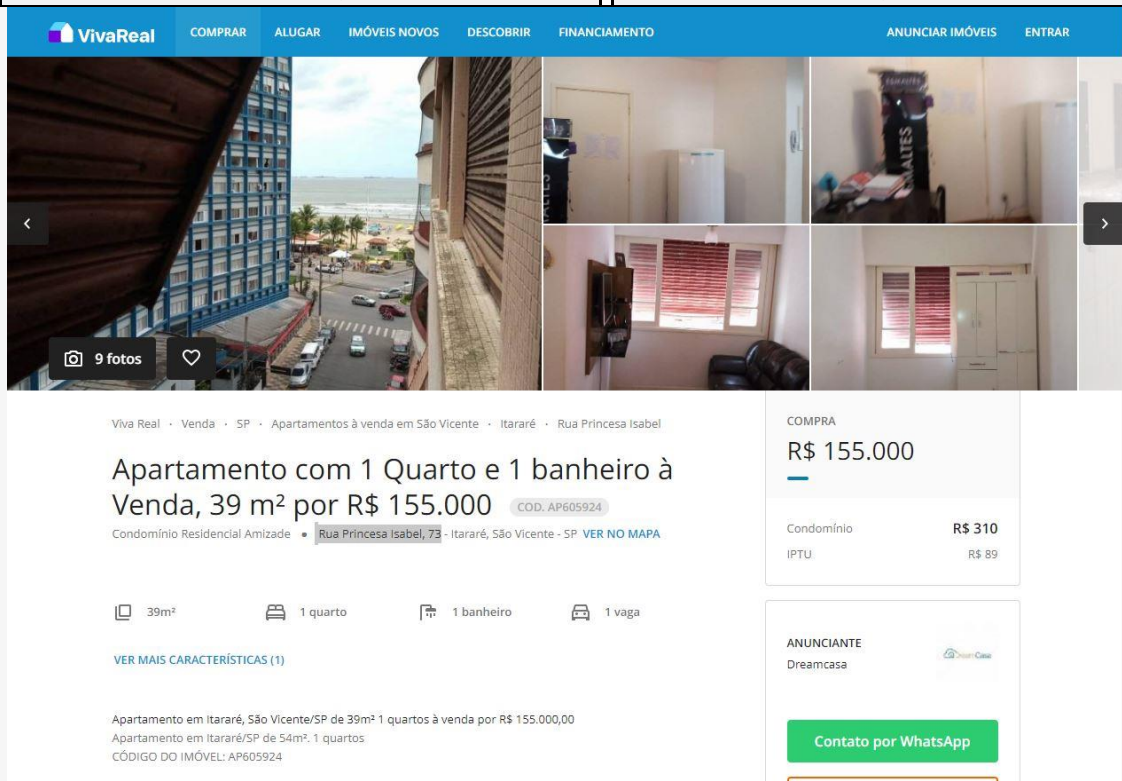 VivaReal
COMPRAR
ALUGAR
IMÓVEIS NOVOS
DESCOBRIR
FINANCIAMENTO
ANUNCIAR IMÓVEIS
ENTRAR
ESMALTES
9 fotos
Viva Real · Venda · SP · Apartamentos à venda em São Vicente · Itararé · Rua Princesa Isabel
Apartamento com 1 Quarto e 1 banheiro à
Venda, 39 m² por R$ 155.000 COD. AP605924
Condomínio Residencial Amizade • Rua Princesa Isabel, 73 - Itararé, São Vicente - SP VER NO MAPA
39m²
1 quarto
1 banheiro
1 vaga
VER MAIS CARACTERÍSTICAS (1)
Apartamento em Itararé, São Vicente/SP de 39m² 1 quartos à venda por R$ 155.000,00
Apartamento em Itararé/SP de 54m². 1 quartos
CÓDIGO DO IMÓVEL: AP605924
COMPRA
R$ 155.000
Condomínio R$ 310
IPTU R$ 89
ANUNCIANTE
Dreamcasa
DreamCasa
Contato por WhatsApp